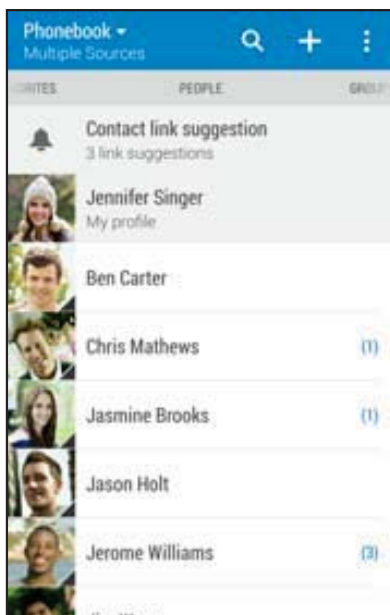 Phonebook
Multiple Sources
PEOPLE
Contact link suggestion
3 link suggestions
Jennifer Singer
My profile
Ben Carter
Chris Mathews (1)
Jasmine Brooks (1)
Jason Holt
Jerome Williams (3)